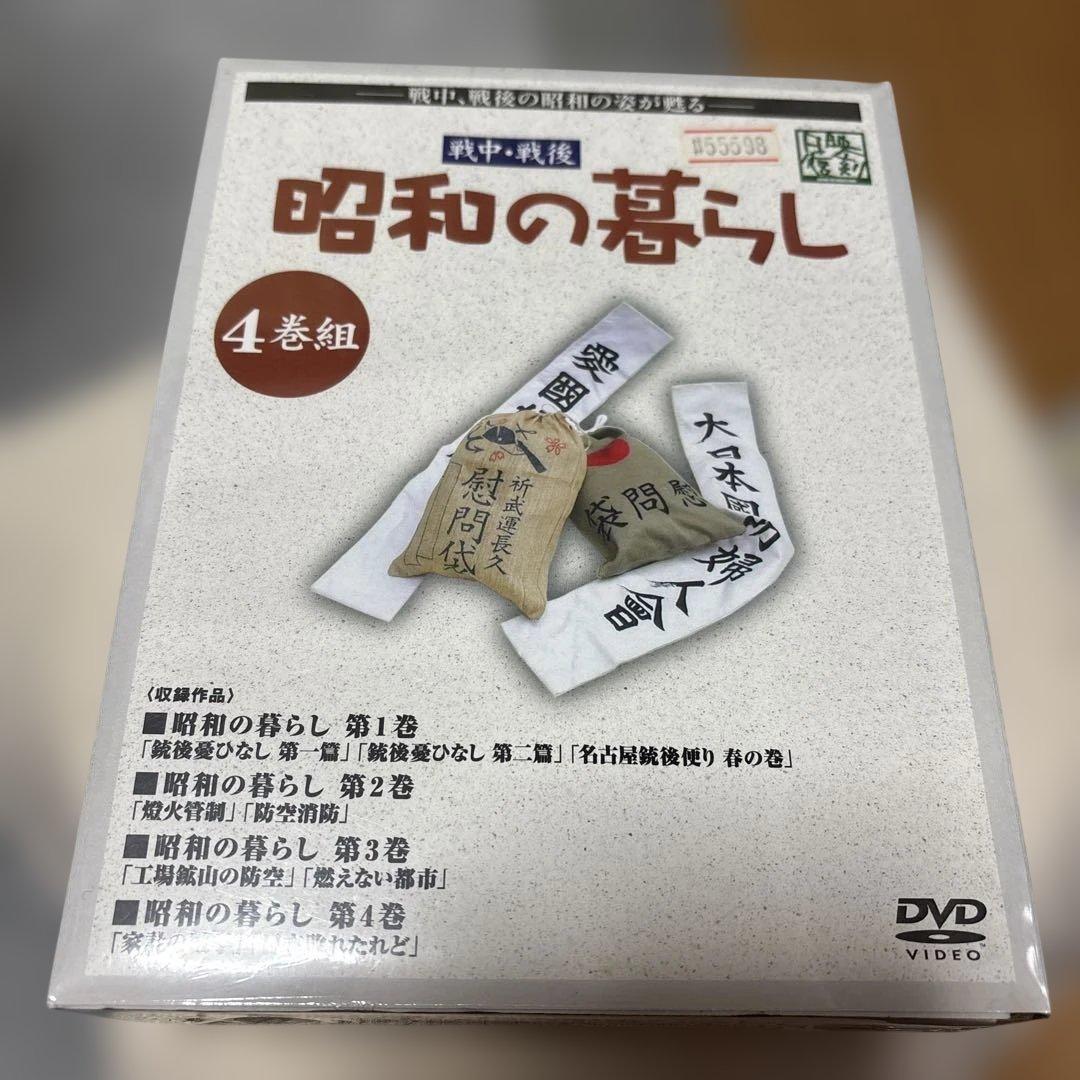 戦中、戦後の昭和の姿が甦る
戦中・戦後
#55598
昭和の暮らし
4巻組
愛國
祈武運長久
慰問袋
慰問袋
大日本國防婦人會
〈収録作品〉
■昭和の暮らし 第1巻
「銃後憂ひなし 第一篇」「銃後憂ひなし 第二篇」「名古屋銃後便り 春の巻」
■昭和の暮らし 第2巻
「燈火管制」「防空消防」
■昭和の暮らし 第3巻
「工場鉱山の防空」「燃えない都市」
■昭和の暮らし 第4巻
れたれど」
DVD
VIDEO